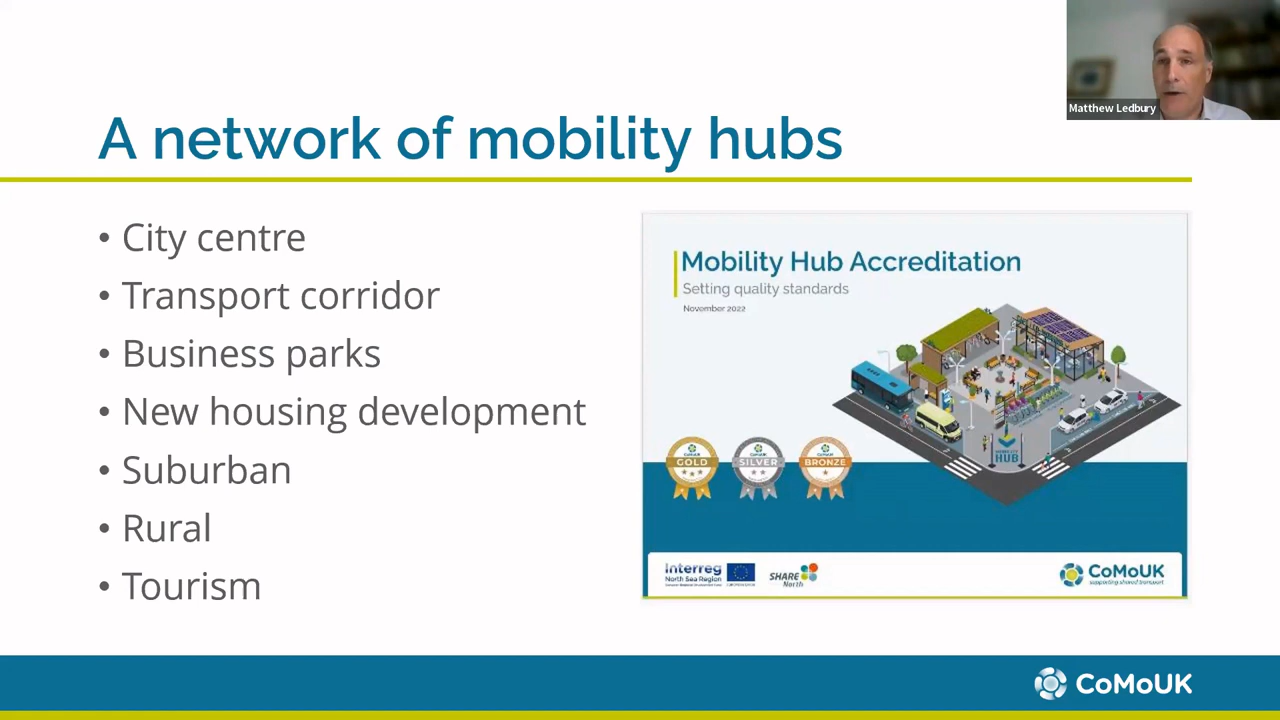 Matthew Ledbury
A network of mobility hubs
• City centre
• Transport corridor
• Business parks
• New housing development
• Suburban
• Rural
• Tourism
Mobility Hub Accreditation
Setting quality standards
November 2022
MOBILITY
HUB
GOLD
SILVER
BRONZE
Interreg
North Sea Region
SHARE
North
CoMoUK
supporting shared transport
CoMoUK